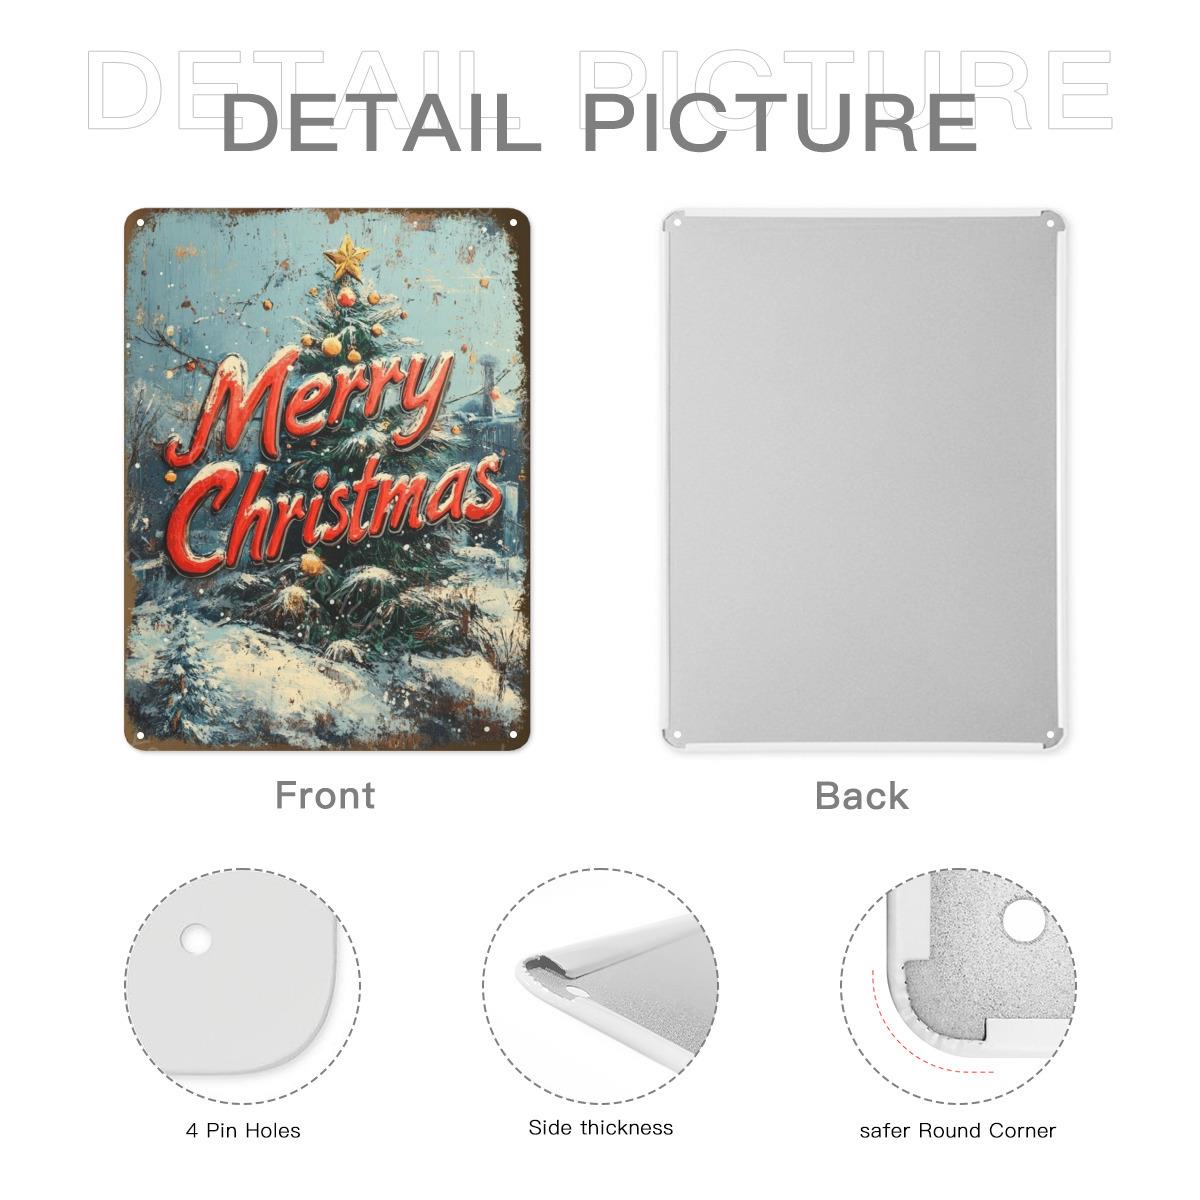 DETAIL PICTURE
DETAIL PICTURE
Merry
Christmas
Front
Back
4 Pin Holes
Side thickness
safer Round Corner